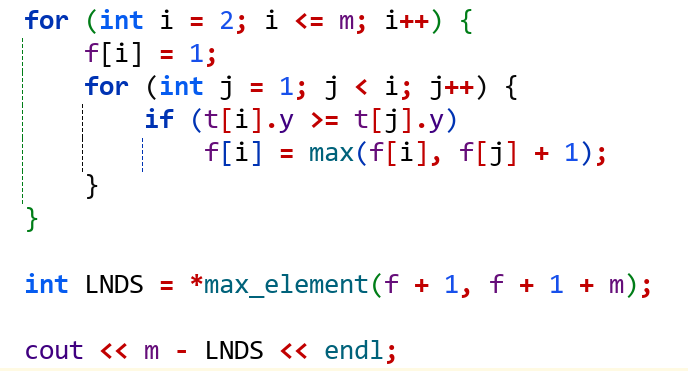 for (int i = 2; i <= m; i++) {
    f[i] = 1;
    for (int j = 1; j < i; j++) {
        if (t[i].y >= t[j].y)
            f[i] = max(f[i], f[j] + 1);
    }
}
int LNDS = *max_element(f + 1, f + 1 + m);
cout << m - LNDS << endl;